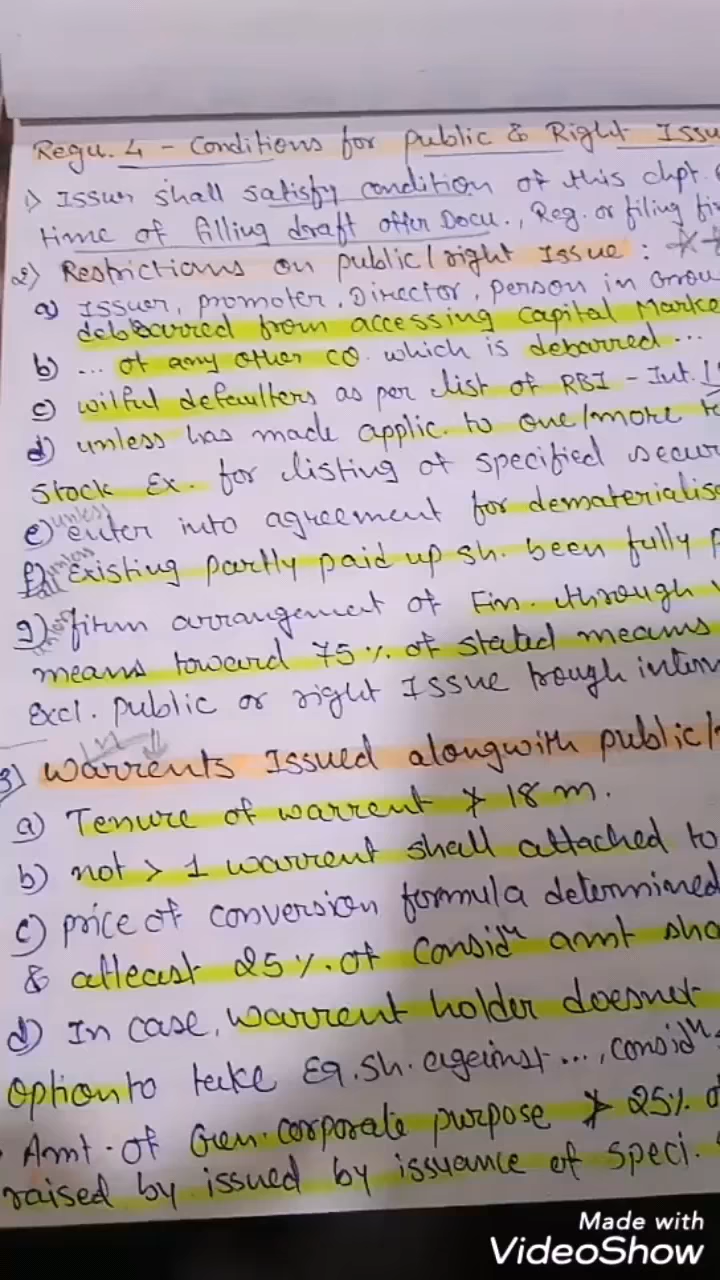 Regu. 4 - Conditions for public & Right Issu
1) Issuer shall satisfy condition of this chpt.
time of filling draft offer Docu., Reg. or filing
2) Restrictions on public/right Issue :
a) Issuer, promoter, Director, person in
debarred from accessing capital Marke
b) ... of any other co. which is debarred ...
c) wilful defaulters as per list of RBI - Int.
d) unless has made applic. to one/more
Stock Ex. for listing of specified secur
unless
e) enter into agreement for dematerialis
unless
f) Existing partly paid up sh. been fully p
g) firm arrangement of Fin. through
means toward 75% of stated means
excl. public or right Issue trough intern
3) Warrents Issued alongwith public/
a) Tenure of warrent ≯ 18 m.
b) not > 1 warrent shall attached to
c) price of conversion formula determined
& atleast 25% of Considⁿ amt sho
d) In case, warrent holder doesnet
option to take Eq. sh. against ..., considⁿ
Amt. of Gen. corporate purpose ≯ 25% o
raised by issued by issuance of speci.
Made with
VideoShow